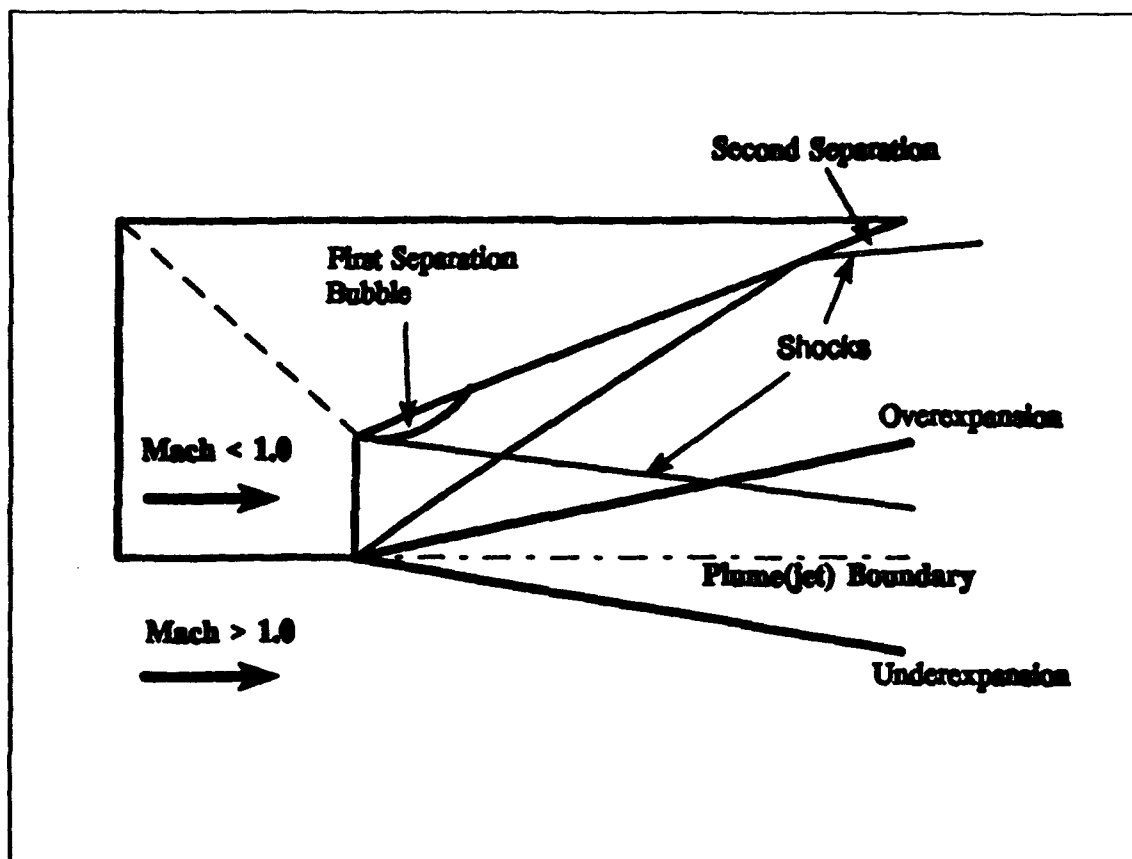 Second Separation
First Separation
Bubble
Shocks
Overexpansion
Mach < 1.0
Plume(jet) Boundary
Mach > 1.0
Underexpansion